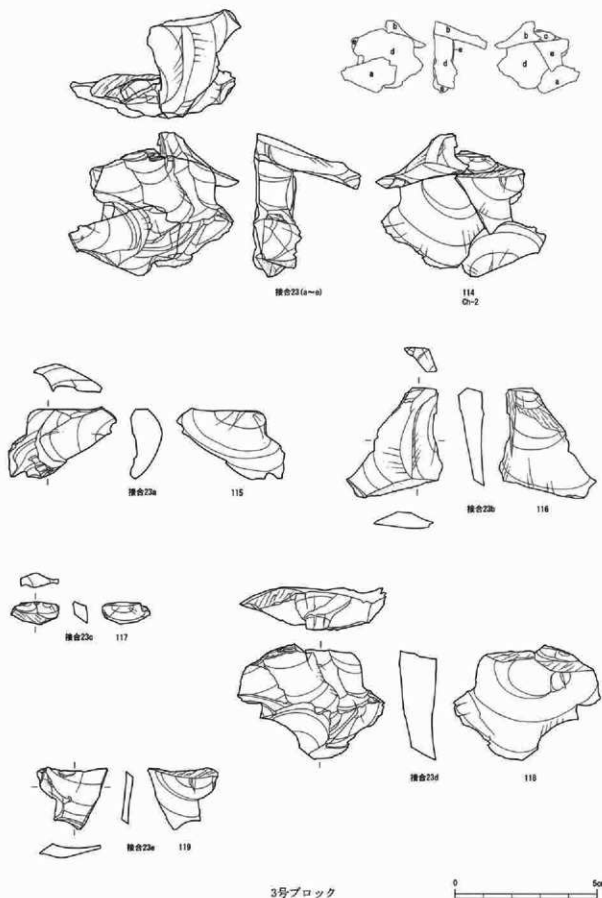 b
c
a
d
b
e
d
a
b
c
e
d
a
接合23(a〜e)
114
Ch-2
接合23a
115
接合23b
116
接合23c
117
接合23d
118
接合23e
119
3号ブロック
0
5cm